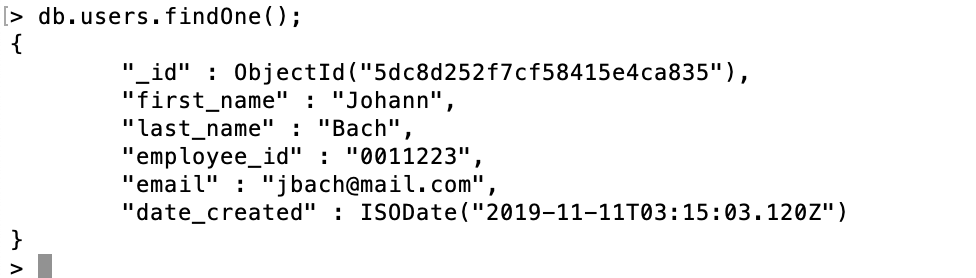 [> db.users.findOne();
{
        "_id" : ObjectId("5dc8d252f7cf58415e4ca835"),
        "first_name" : "Johann",
        "last_name" : "Bach",
        "employee_id" : "0011223",
        "email" : "jbach@mail.com",
        "date_created" : ISODate("2019-11-11T03:15:03.120Z")
}
>